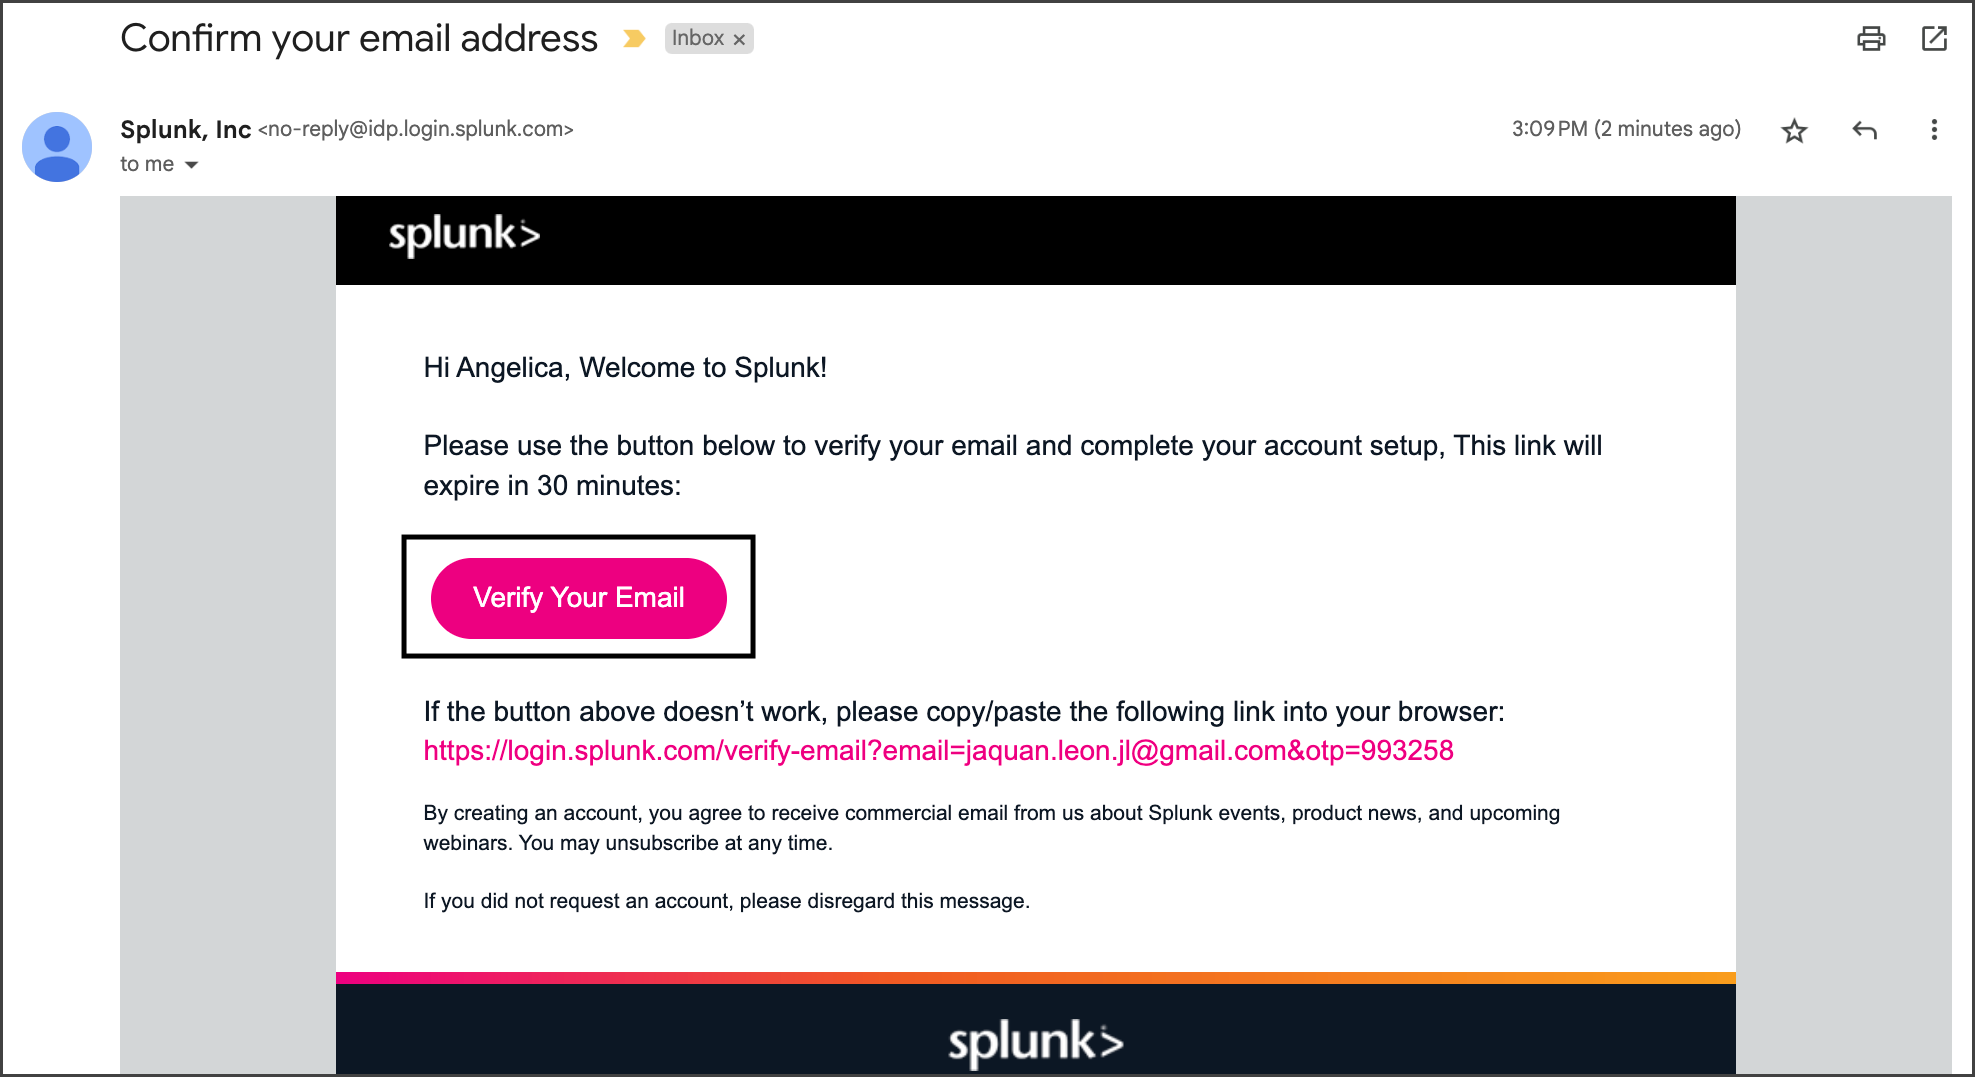 Confirm your email address Inbox ×
Splunk, Inc <no-reply@idp.login.splunk.com> 3:09 PM (2 minutes ago)
to me
splunk>
Hi Angelica, Welcome to Splunk!
Please use the button below to verify your email and complete your account setup, This link will
expire in 30 minutes:
Verify Your Email
If the button above doesn’t work, please copy/paste the following link into your browser:
https://login.splunk.com/verify-email?email=jaquan.leon.jl@gmail.com&otp=993258
By creating an account, you agree to receive commercial email from us about Splunk events, product news, and upcoming
webinars. You may unsubscribe at any time.
If you did not request an account, please disregard this message.
splunk>